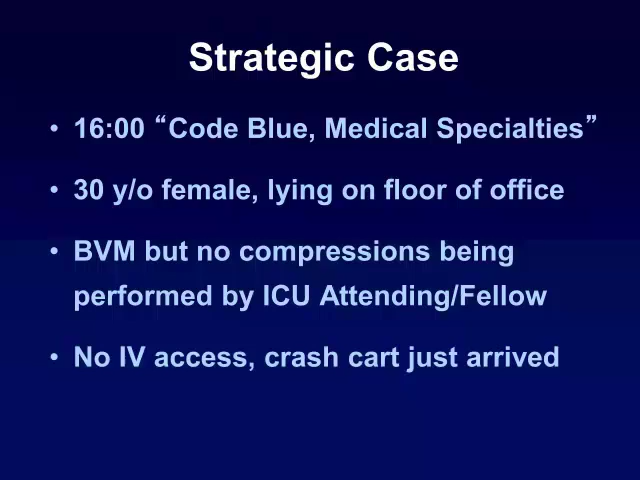 Strategic Case
• 16:00 “Code Blue, Medical Specialties”
• 30 y/o female, lying on floor of office
• BVM but no compressions being
performed by ICU Attending/Fellow
• No IV access, crash cart just arrived